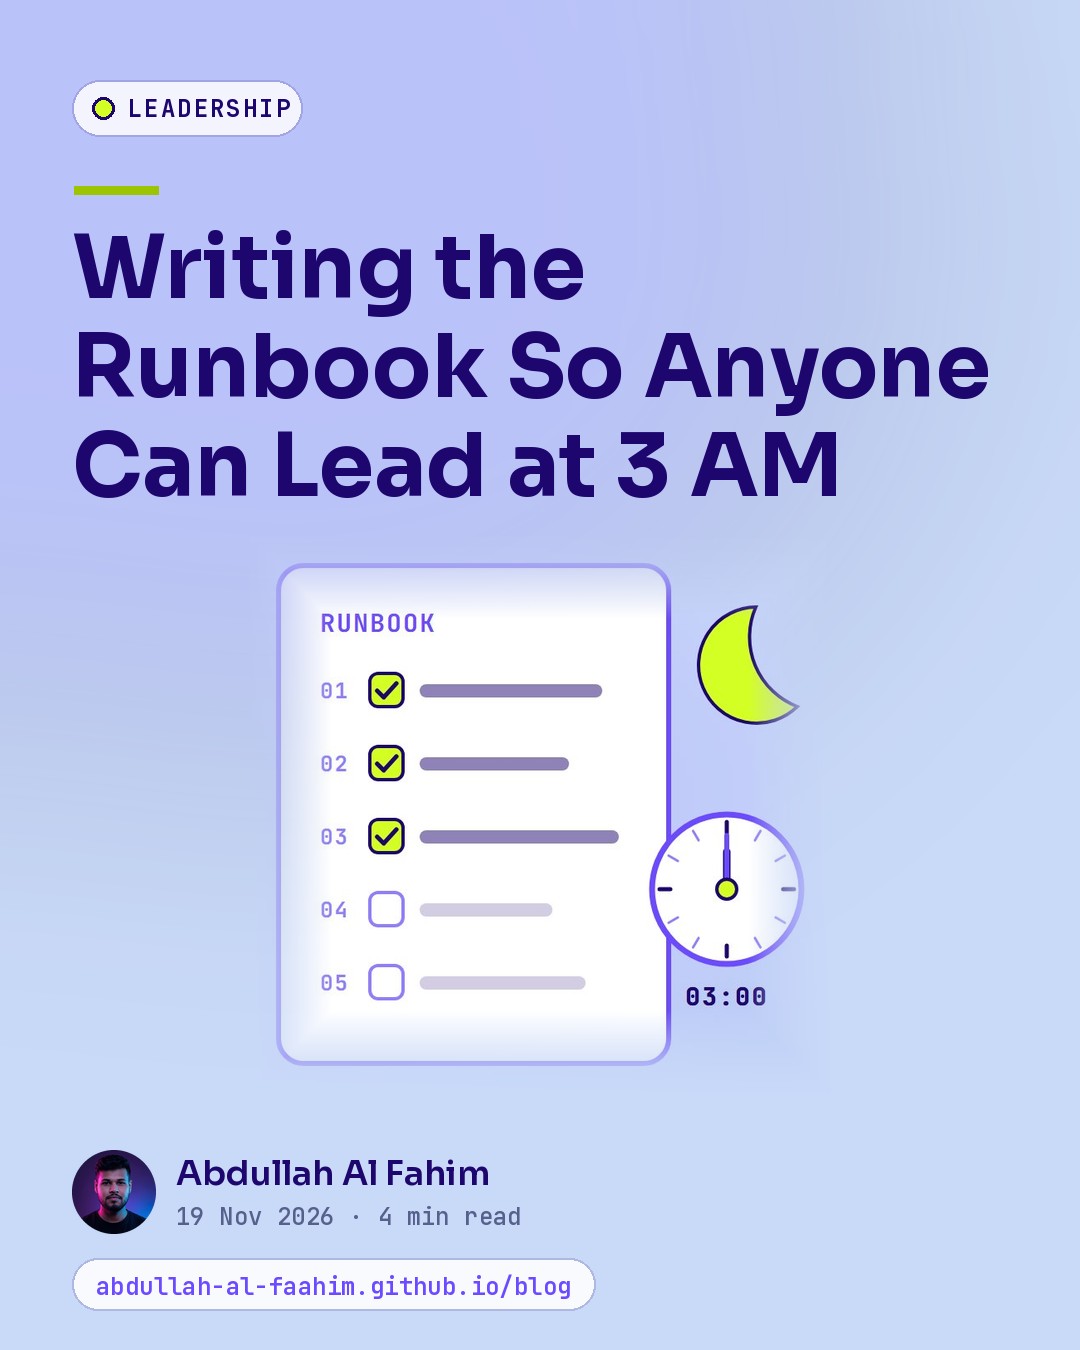 LEADERSHIP
Writing the
Runbook So Anyone
Can Lead at 3 AM
RUNBOOK
01
02
03
04
05
03:00
Abdullah Al Fahim
19 Nov 2026 · 4 min read
abdullah-al-faahim.github.io/blog